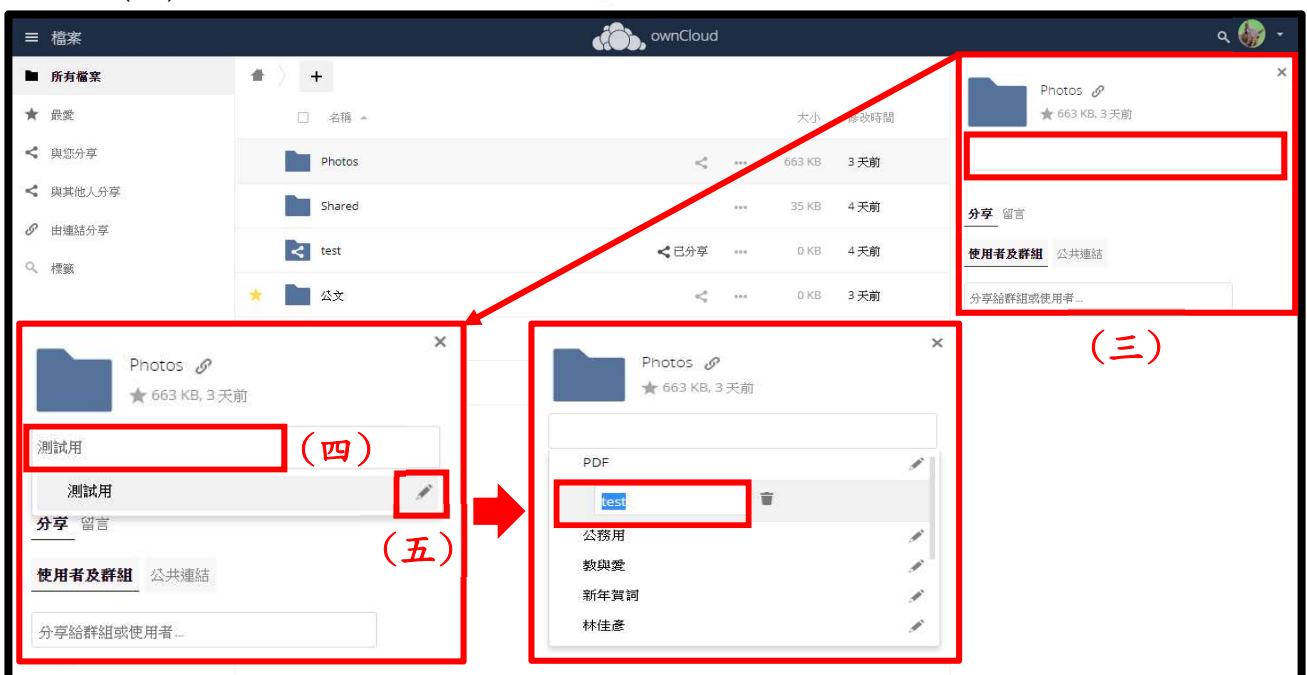 檔案
ownCloud
所有檔案
最愛
與您分享
與其他人分享
由連結分享
標籤
名稱
大小
修改時間
Photos
663 KB
3 天前
Shared
35 KB
4 天前
test
已分享
0 KB
4 天前
公文
0 KB
3 天前
Photos
663 KB, 3 天前
分享 留言
使用者及群組 公共連結
分享給群組或使用者...
(三)
Photos
663 KB, 3 天前
測試用
(四)
測試用
(五)
分享 留言
使用者及群組 公共連結
分享給群組或使用者...
Photos
663 KB, 3 天前
PDF
test
公務用
教與愛
新年賀詞
林佳彥